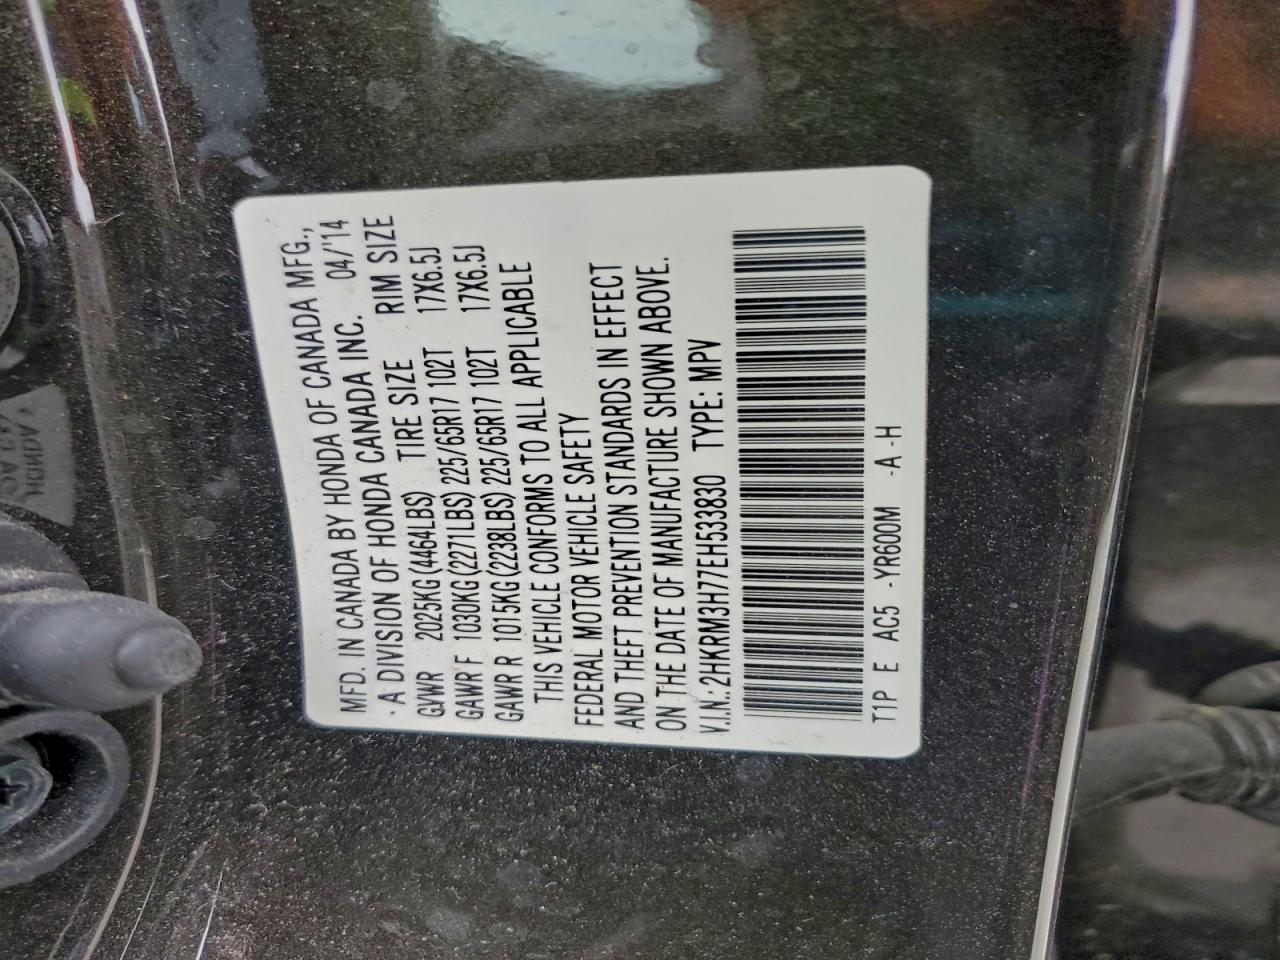 MFD. IN CANADA BY HONDA OF CANADA MFG.,
· A DIVISION OF HONDA CANADA INC. 04/'14
TIRE SIZE RIM SIZE
GVWR 2025KG (4464LBS)
GAWR F 1030KG (2271LBS) 225/65R17 102T 17X6.5J
GAWR R 1015KG (2238LBS) 225/65R17 102T 17X6.5J
THIS VEHICLE CONFORMS TO ALL APPLICABLE
FEDERAL MOTOR VEHICLE SAFETY
AND THEFT PREVENTION STANDARDS IN EFFECT
ON THE DATE OF MANUFACTURE SHOWN ABOVE.
V.I.N.: 2HKRM3H77EH533830 TYPE: MPV
T1P E AC5 -YR600M -A -H